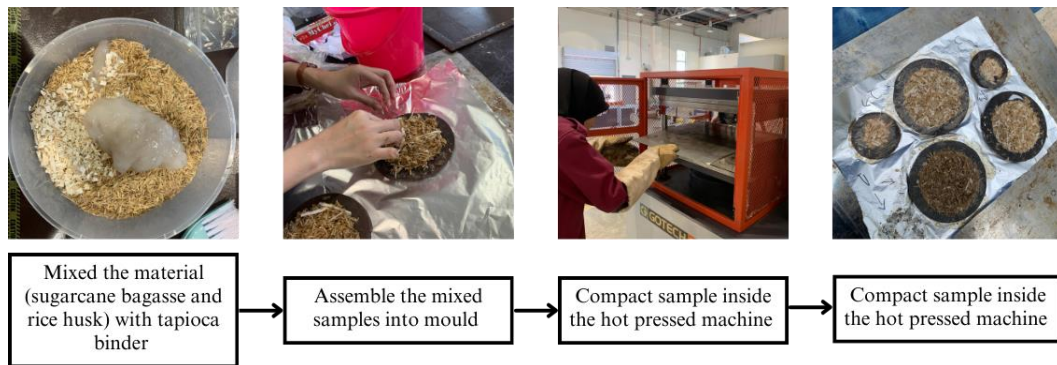 MyChef
GOTECH
Mixed the material
(sugarcane bagasse and
rice husk) with tapioca
binder
Assemble the mixed
samples into mould
Compact sample inside
the hot pressed machine
Compact sample inside
the hot pressed machine